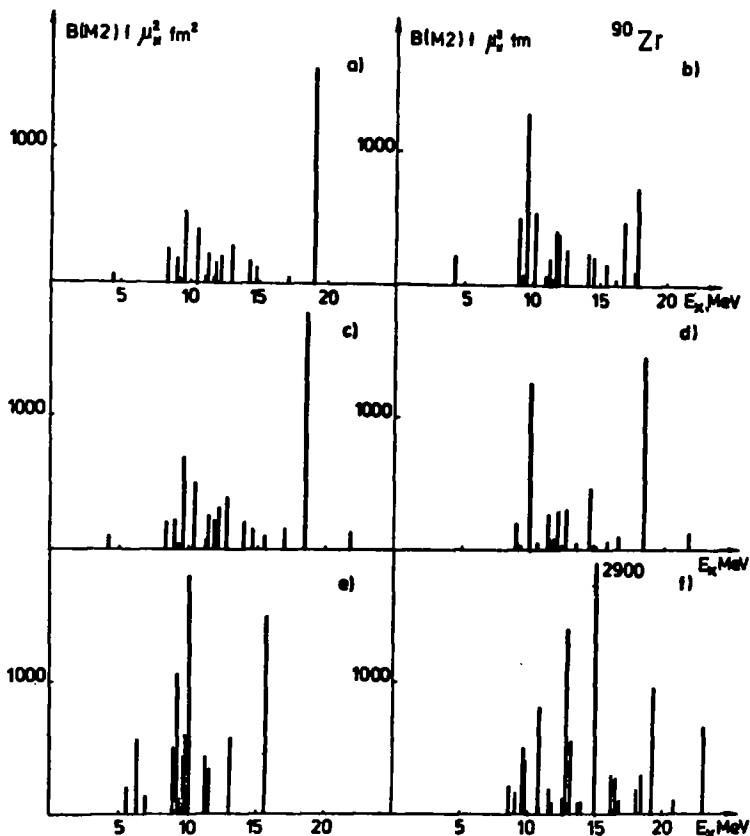 B(M2) ↑ μ²ₙ fm² B(M2) ↑ μ²ₙ fm ⁹⁰Zr
a) b)
1000 1000
5 10 15 20 5 10 15 20 Eₓ, MeV
c) d)
1000 1000
Eₓ MeV
e) 2900 f)
1000 1000
5 10 15 20 5 10 15 20 Eₓ MeV